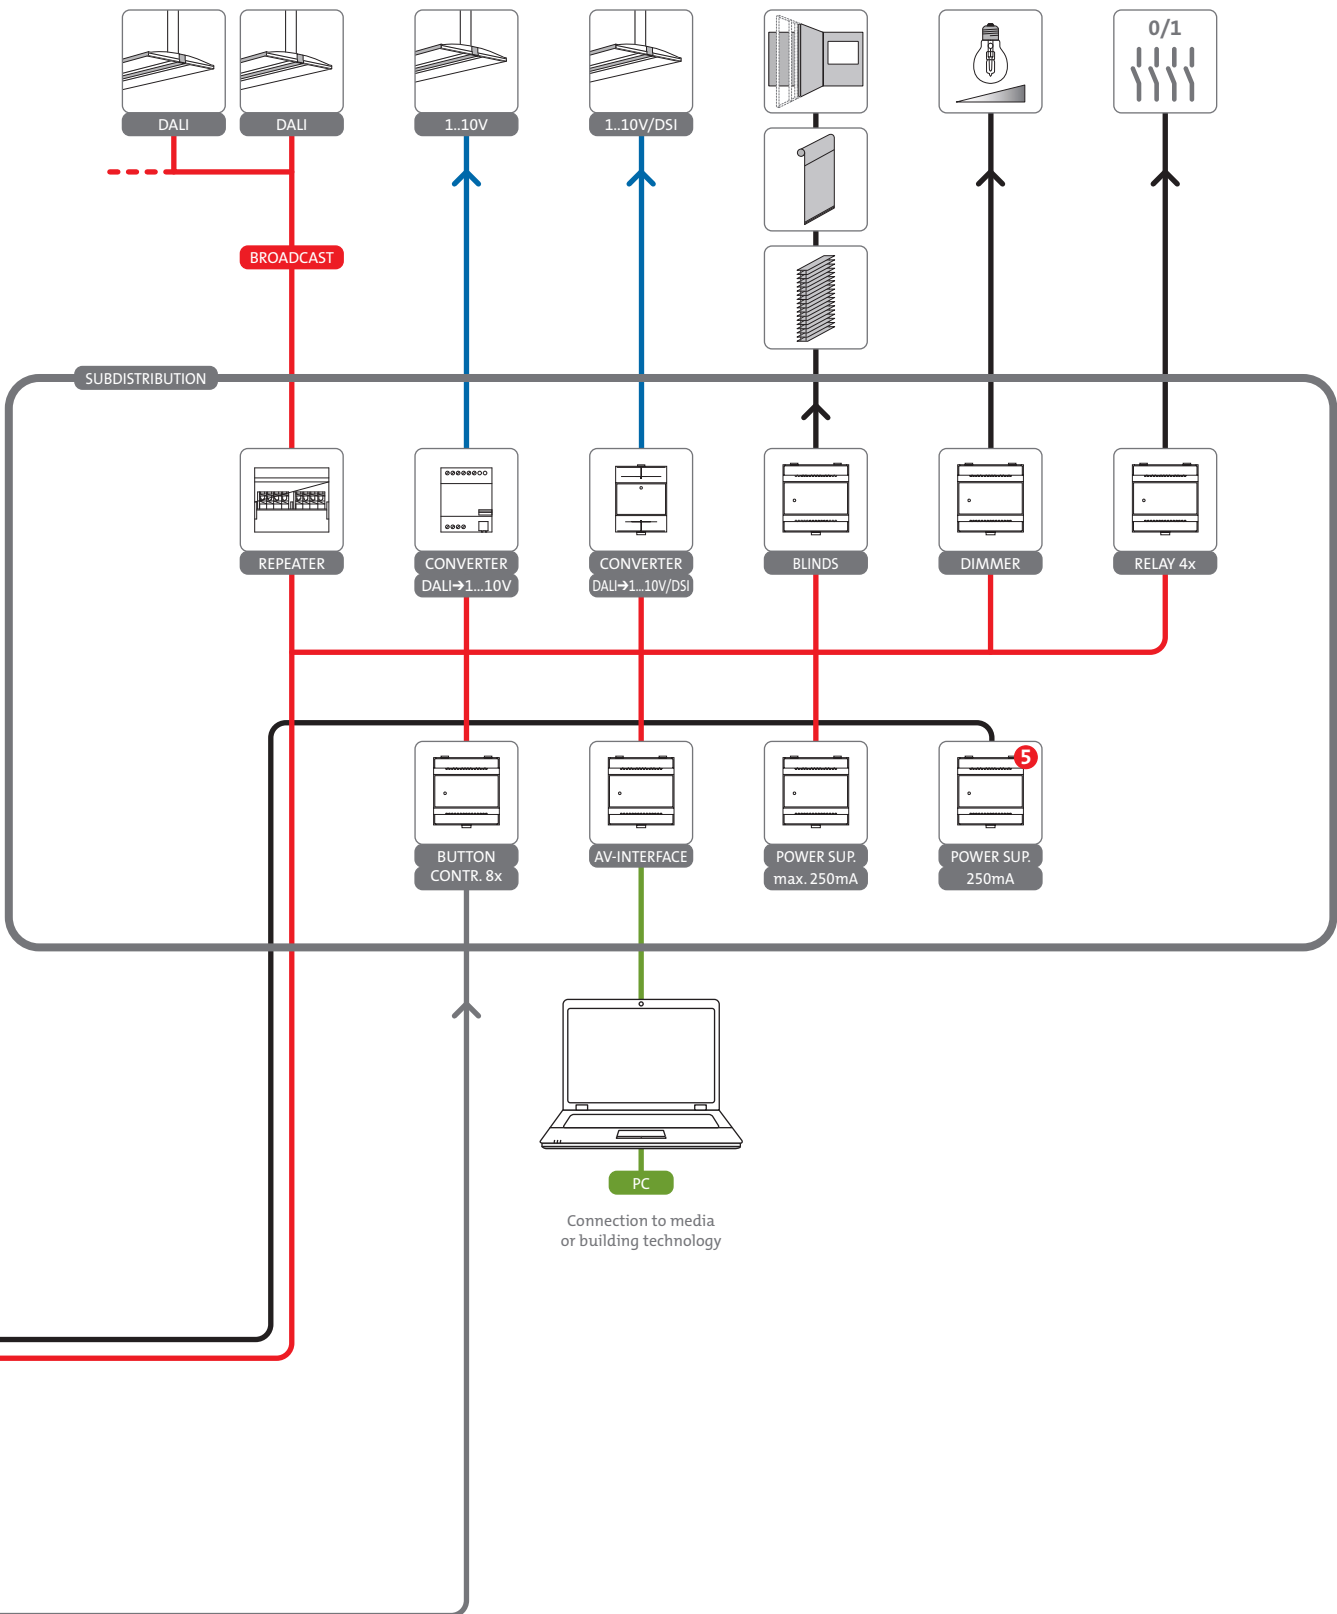 0/1
DALI
DALI
1..10V
1..10V/DSI
BROADCAST
SUBDISTRIBUTION
REPEATER
CONVERTER
DALI➔1...10V
CONVERTER
DALI➔1...10V/DSI
BLINDS
DIMMER
RELAY 4x
5
BUTTON
CONTR. 8x
AV-INTERFACE
POWER SUP.
max. 250mA
POWER SUP.
250mA
PC
Connection to media
or building technology